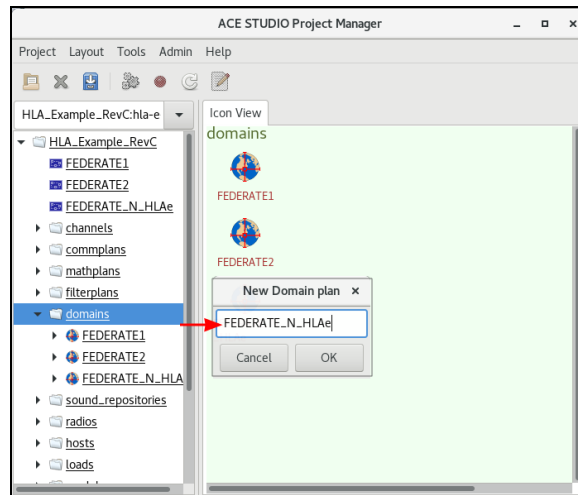 ACE STUDIO Project Manager
Project Layout Tools Admin Help
HLA_Example_RevC:hla-e
Icon View
HLA_Example_RevC
FEDERATE1
FEDERATE2
FEDERATE_N_HLAe
channels
commplans
mathplans
filterplans
domains
FEDERATE1
FEDERATE2
FEDERATE_N_HLA
sound_repositories
radios
hosts
loads
domains
FEDERATE1
FEDERATE2
New Domain plan ×
FEDERATE_N_HLAe
Cancel OK